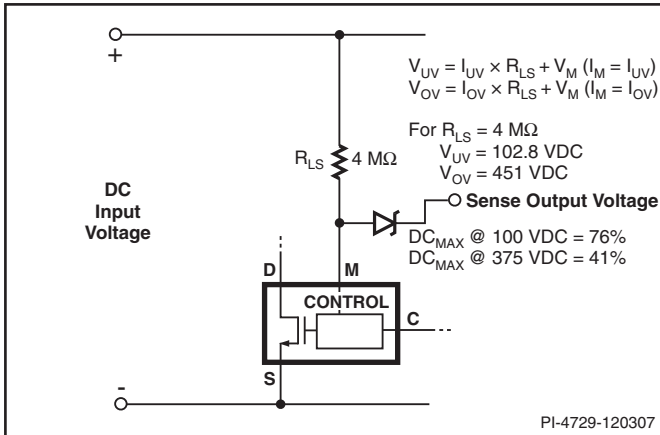 +
V_UV = I_UV × R_LS + V_M (I_M = I_UV)
V_OV = I_OV × R_LS + V_M (I_M = I_OV)
For R_LS = 4 MΩ
V_UV = 102.8 VDC
V_OV = 451 VDC
R_LS 4 MΩ
DC
Input
Voltage
Sense Output Voltage
DC_MAX @ 100 VDC = 76%
DC_MAX @ 375 VDC = 41%
D M
CONTROL
C
S
-
PI-4729-120307